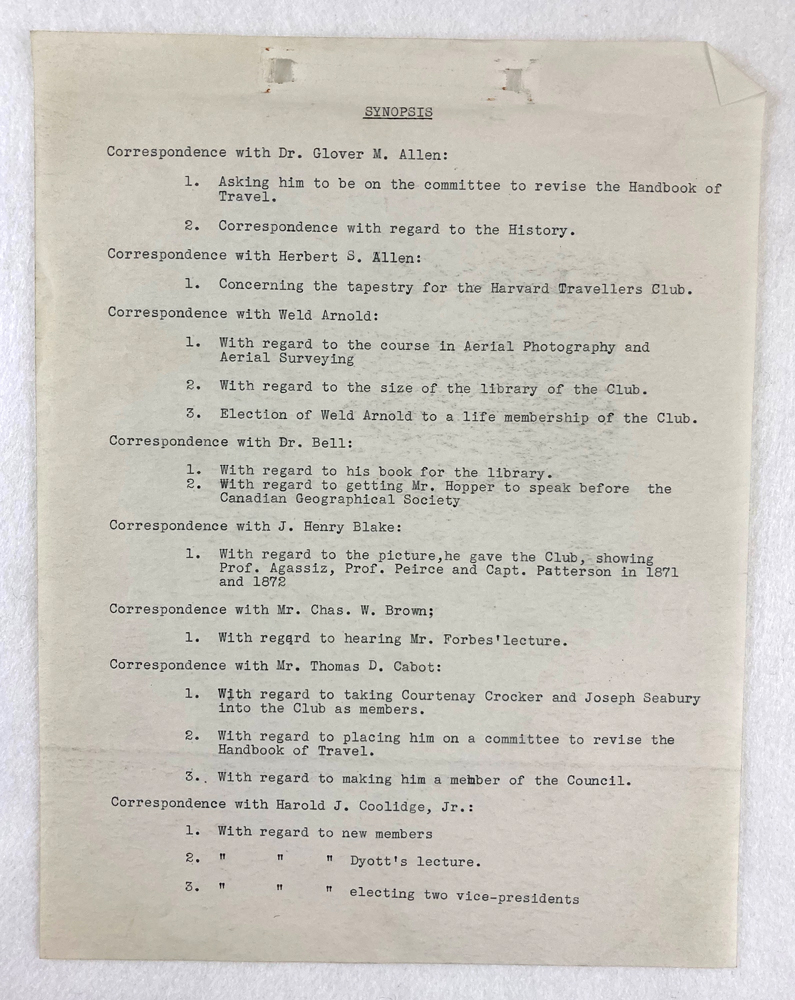 SYNOPSIS
Correspondence with Dr. Glover M. Allen:
1. Asking him to be on the committee to revise the Handbook of
Travel.
2. Correspondence with regard to the History.
Correspondence with Herbert S. Allen:
1. Concerning the tapestry for the Harvard Travellers Club.
Correspondence with Weld Arnold:
1. With regard to the course in Aerial Photography and
Aerial Surveying
2. With regard to the size of the library of the Club.
3. Election of Weld Arnold to a life membership of the Club.
Correspondence with Dr. Bell:
1. With regard to his book for the library.
2. With regard to getting Mr. Hopper to speak before the
Canadian Geographical Society
Correspondence with J. Henry Blake:
1. With regard to the picture,he gave the Club, showing
Prof. Agassiz, Prof. Peirce and Capt. Patterson in 1871
and 1872
Correspondence with Mr. Chas. W. Brown;
1. With regqrd to hearing Mr. Forbes'lecture.
Correspondence with Mr. Thomas D. Cabot:
1. With regard to taking Courtenay Crocker and Joseph Seabury
into the Club as members.
2. With regard to placing him on a committee to revise the
Handbook of Travel.
3.. With regard to making him a member of the Council.
Correspondence with Harold J. Coolidge, Jr.:
1. With regard to new members
2. " " " Dyott's lecture.
3. " " " electing two vice-presidents